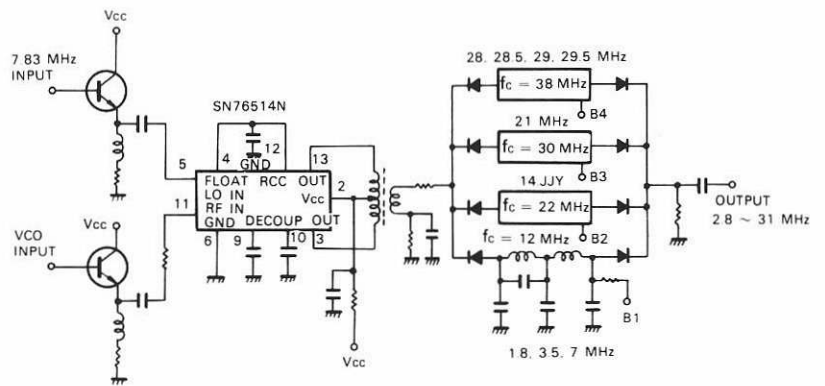 Vcc
7.83 MHz
INPUT
SN76514N
5
4
GND
12
13
FLOAT RCC OUT
LO IN
Vcc
2
RF IN
GND DECOUP OUT
11
6
9
10
3
Vcc
VCO
INPUT
Vcc
28. 28.5. 29. 29.5 MHz
fc = 38 MHz
B4
21 MHz
fc = 30 MHz
B3
14 JJY
fc = 22 MHz
B2
fc = 12 MHz
B1
1.8, 3.5, 7 MHz
OUTPUT
2.8 ~ 31 MHz